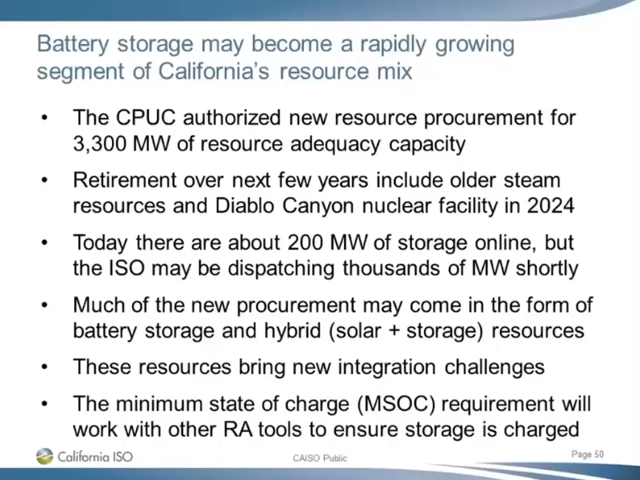 Battery storage may become a rapidly growing
segment of California's resource mix
• The CPUC authorized new resource procurement for
3,300 MW of resource adequacy capacity
• Retirement over next few years include older steam
resources and Diablo Canyon nuclear facility in 2024
• Today there are about 200 MW of storage online, but
the ISO may be dispatching thousands of MW shortly
• Much of the new procurement may come in the form of
battery storage and hybrid (solar + storage) resources
• These resources bring new integration challenges
• The minimum state of charge (MSOC) requirement will
work with other RA tools to ensure storage is charged
California ISO
CAISO Public
Page 50